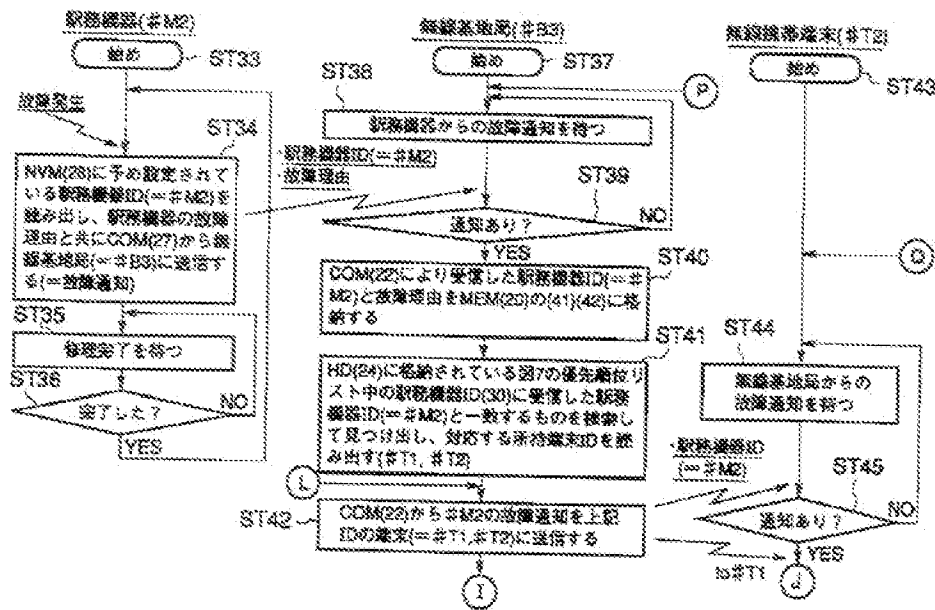 駅務機器(#M2)
始め
ST33
故障発生
ST34
NVM(28)に予め設定されて
いる駅務機器ID(=#M2)を
読み出し、駅務機器の故障
理由と共にCOM(27)から無
線基地局(=#B3)に送信す
る(=故障通知)
ST35
修理完了を待つ
ST36
完了した?
NO
YES
無線基地局(#B3)
始め
ST37
P
ST38
駅務機器からの故障通知を待つ
・駅務機器ID(=#M2)
・故障理由
ST39
通知あり?
NO
YES
ST40
COM(22)により受信した駅務機器ID(=#
M2)と故障理由をMEM(20)の(41)(42)に格
納する
ST41
HD(24)に格納されている図7の優先順位リ
スト中の駅務機器ID(30)に受信した駅務
機器ID(=#M2)と一致するものを検索し
て見つけ出し、対応する所持端末IDを読
み出す(#T1, #T2)
L
ST42
COM(22)から#M2の故障通知を上記
IDの端末(=#T1,#T2)に送信する
I
無線携帯端末(#T2)
始め
ST43
O
ST44
無線基地局からの
故障通知を待つ
・駅務機器ID
(=#M2)
ST45
通知あり?
NO
YES
to#T1
J